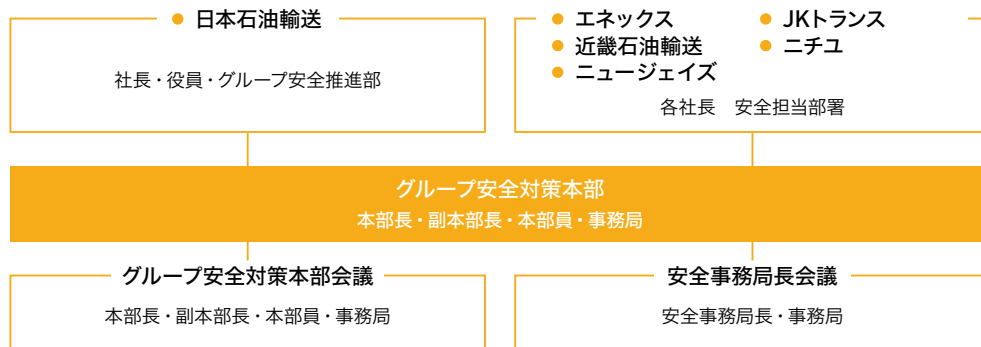 日本石油輸送
社長・役員・グループ安全推進部
エネックス
JKトランス
近畿石油輸送
ニチユ
ニュージェイズ
各社長　安全担当部署
グループ安全対策本部
本部長・副本部長・本部員・事務局
グループ安全対策本部会議
本部長・副本部長・本部員・事務局
安全事務局長会議
安全事務局長・事務局